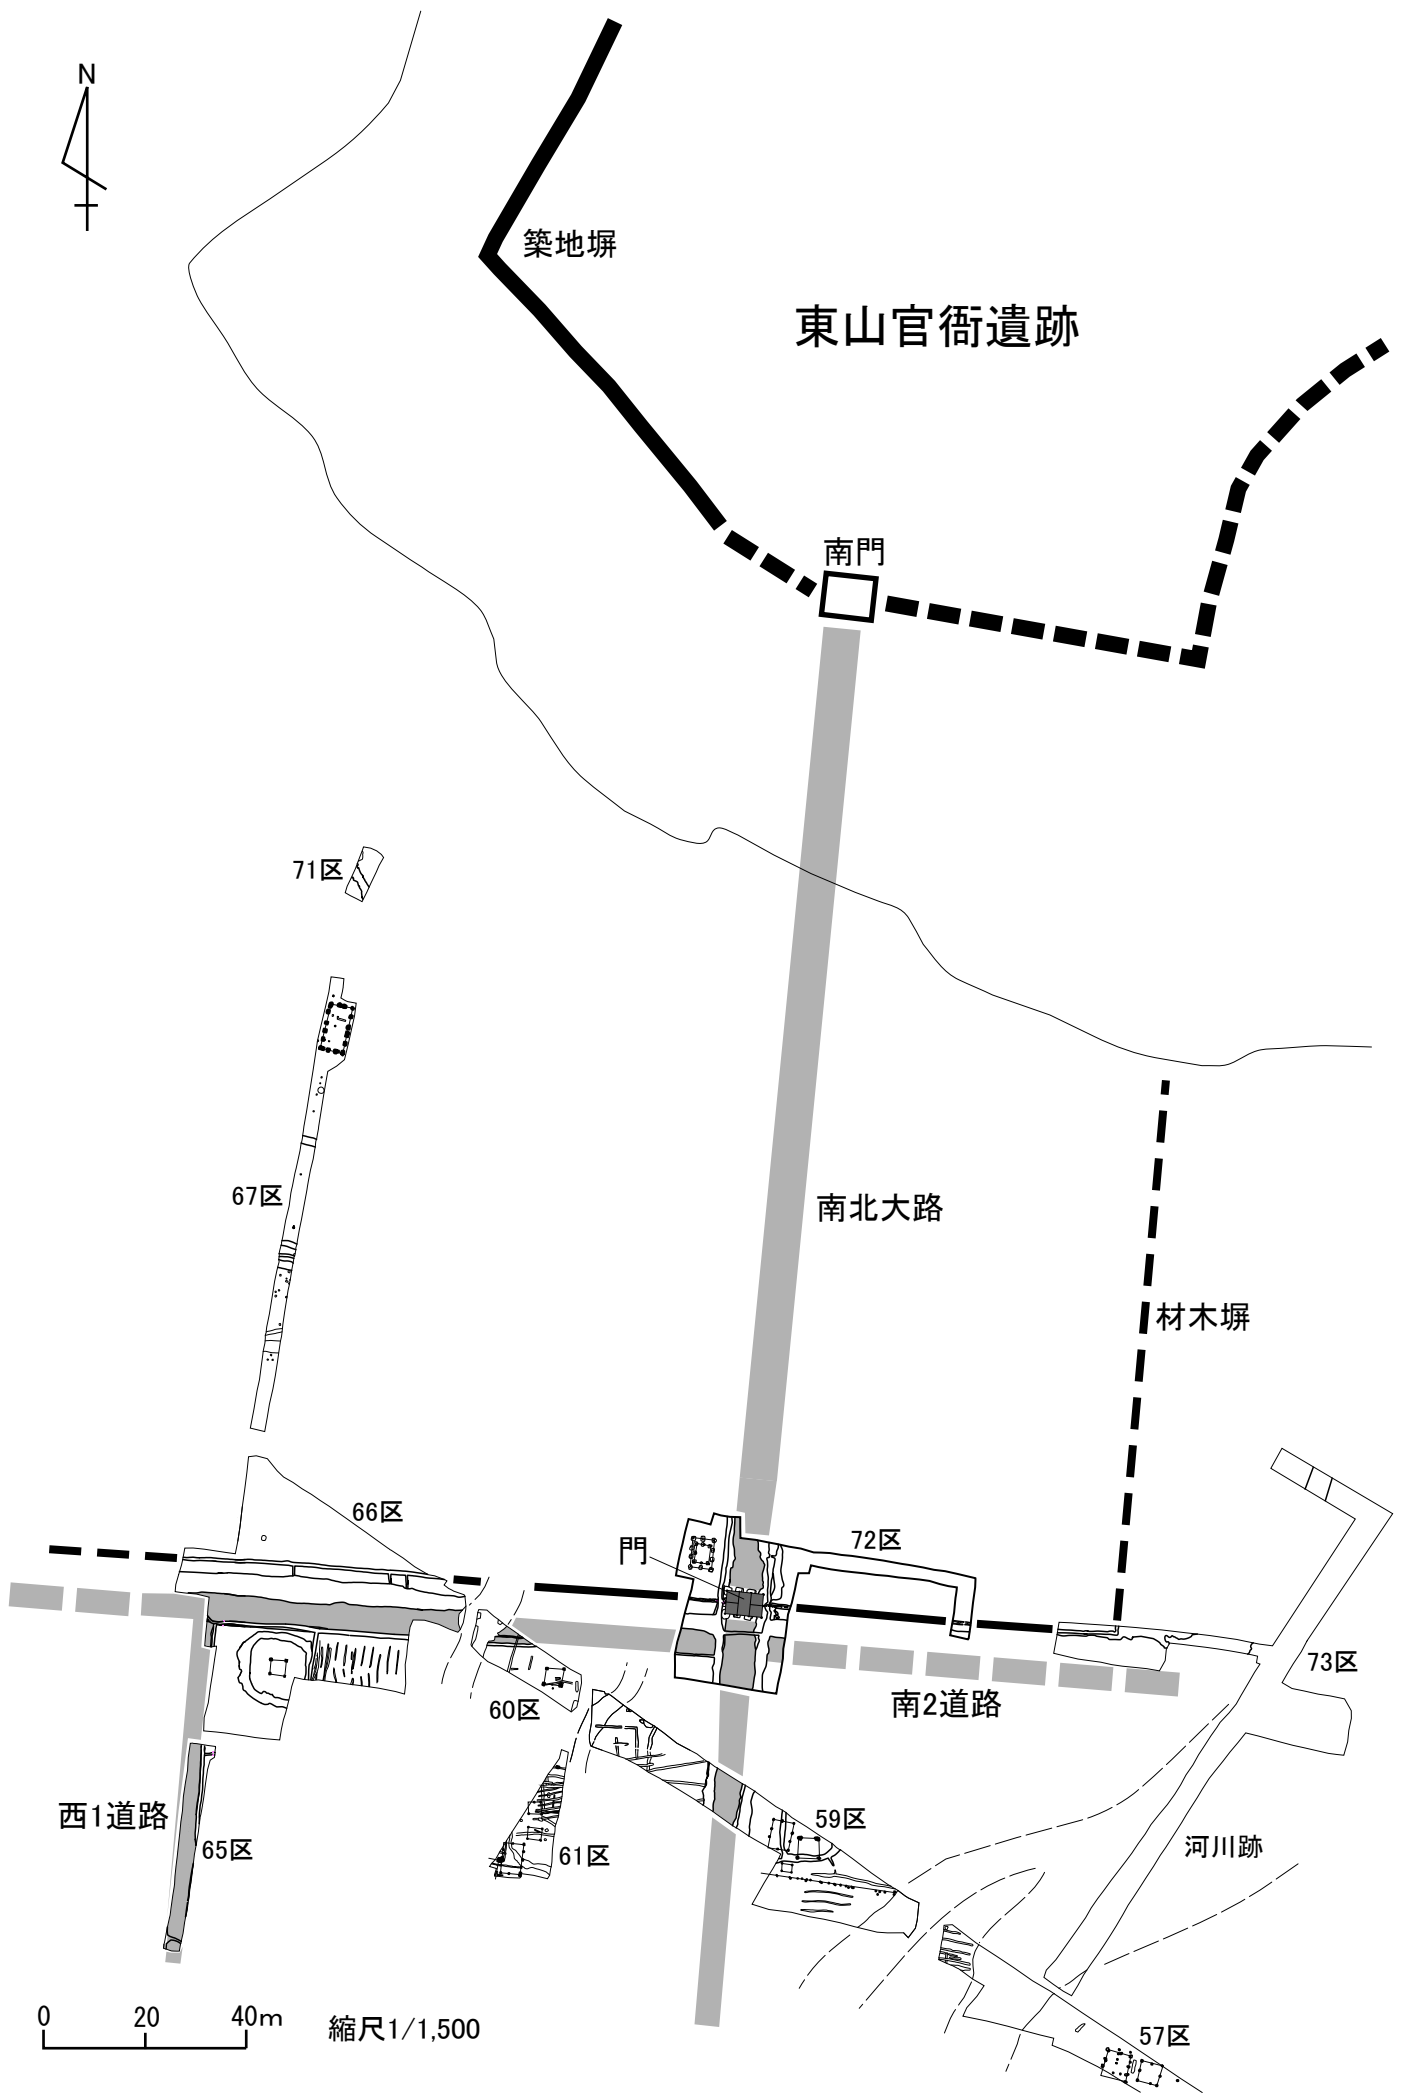 N
築地塀
東山官衙遺跡
南門
71区
67区
南北大路
材木塀
66区
門
72区
73区
60区
南2道路
西1道路
65区
61区
59区
河川跡
0 20 40m
縮尺1/1,500
57区